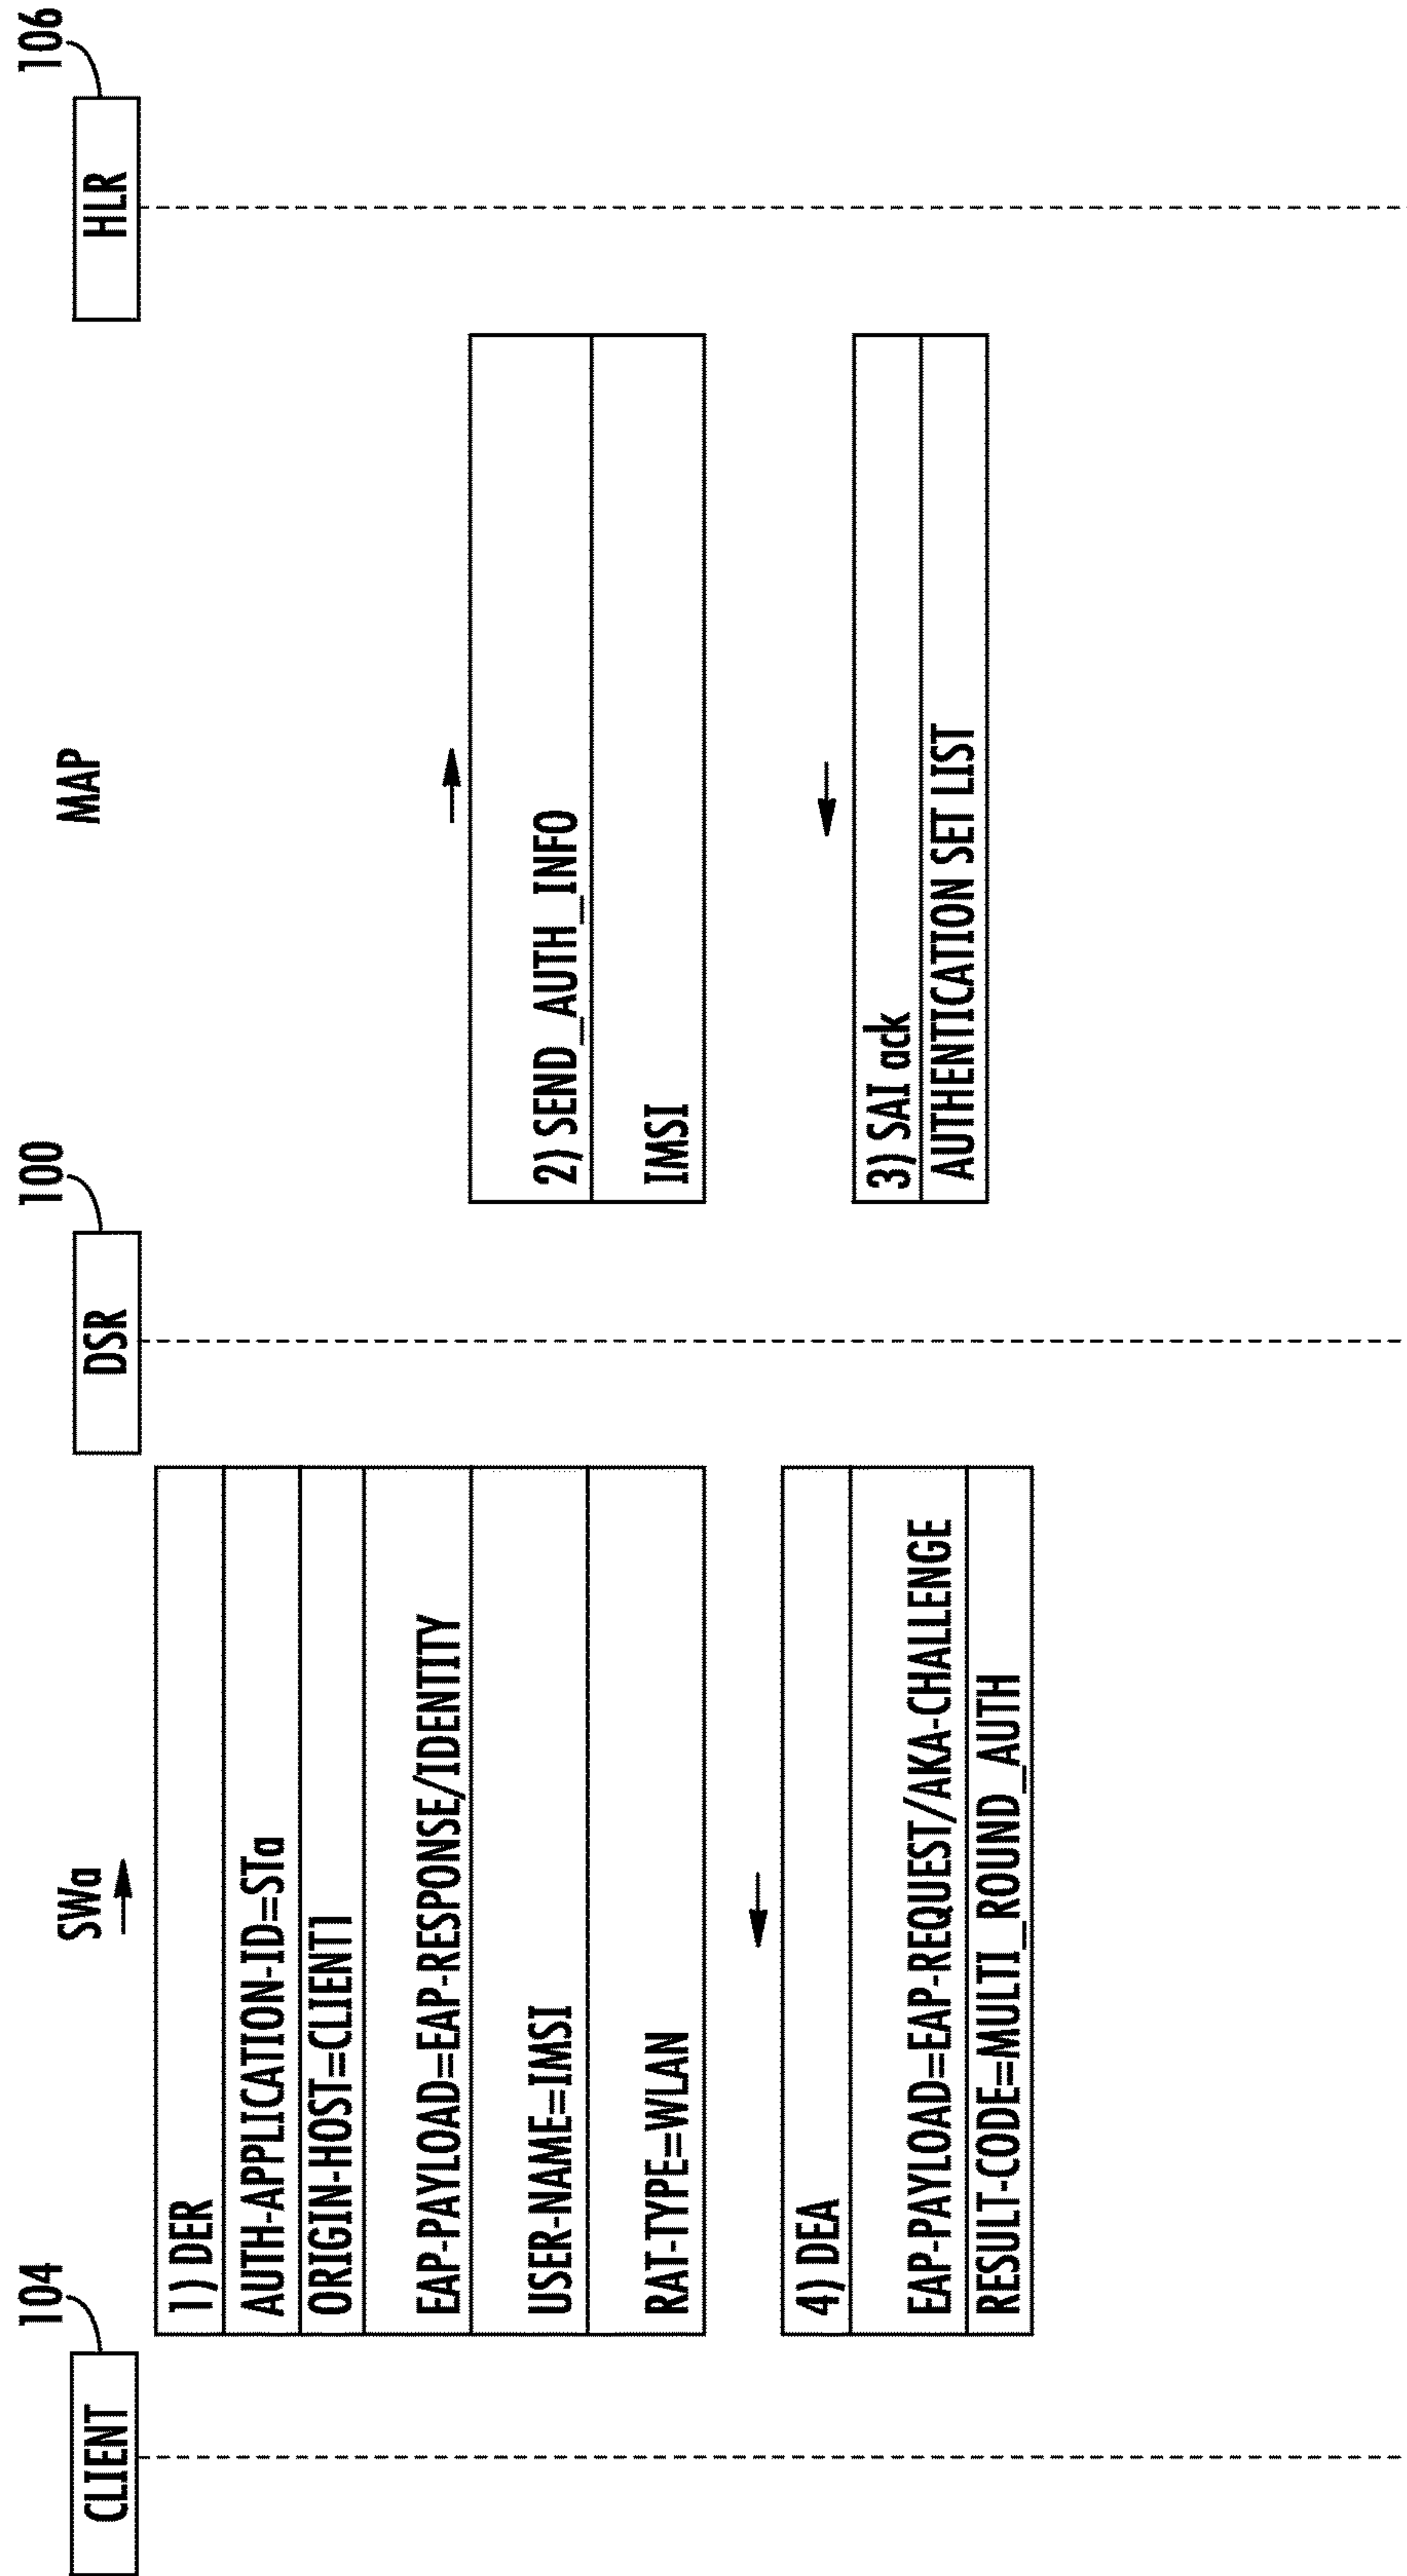 104
100
106
CLIENT
SWa
DSR
MAP
HLR
1) DER
AUTH-APPLICATION-ID=STa
ORIGIN-HOST=CLIENT1
EAP-PAYLOAD=EAP-RESPONSE/IDENTITY
USER-NAME=IMSI
RAT-TYPE=WLAN
2) SEND_AUTH_INFO
IMSI
3) SAI ack
AUTHENTICATION SET LIST
4) DEA
EAP-PAYLOAD=EAP-REQUEST/AKA-CHALLENGE
RESULT-CODE=MULTI_ROUND_AUTH